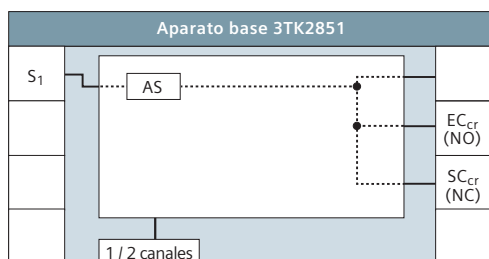 Aparato base 3TK2851
S1
AS
ECcr
(NO)
SCcr
(NC)
1 / 2 canales